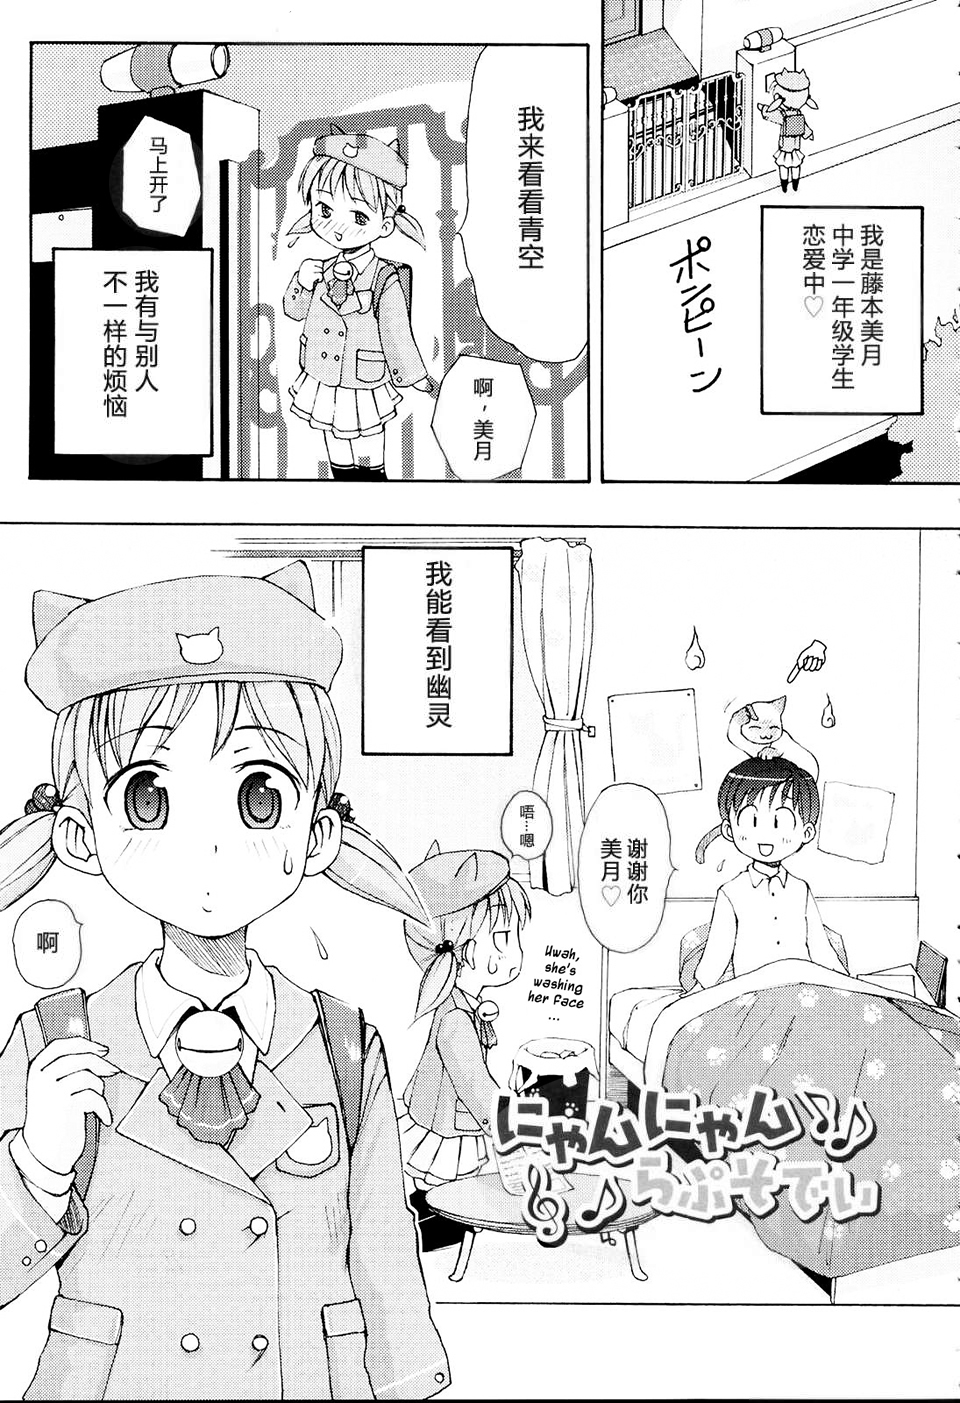 我是藤本美月
中学一年级学生
恋爱中♡
ポンピーン
我来看看青空
啊，美月
马上开了
我有与别人
不一样的烦恼
我能看到幽灵
谢谢你
美月♡
唔…嗯
Uwah,
she's
washing
her face
...
啊
にゃんにゃん♪♪
らぷそでぃ